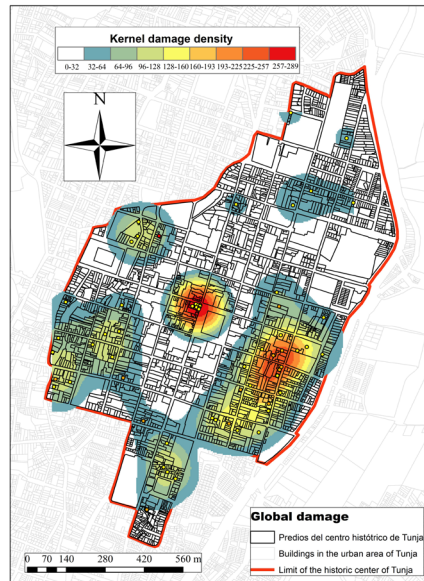 Kernel damage density
0-32 32-64 64-96 96-128 128-160 160-193 193-225 225-257 257-289
N
Global damage
Predios del centro histórico de Tunja
Buildings in the urban area of Tunja
Limit of the historic center of Tunja
0 70 140 280 420 560 m